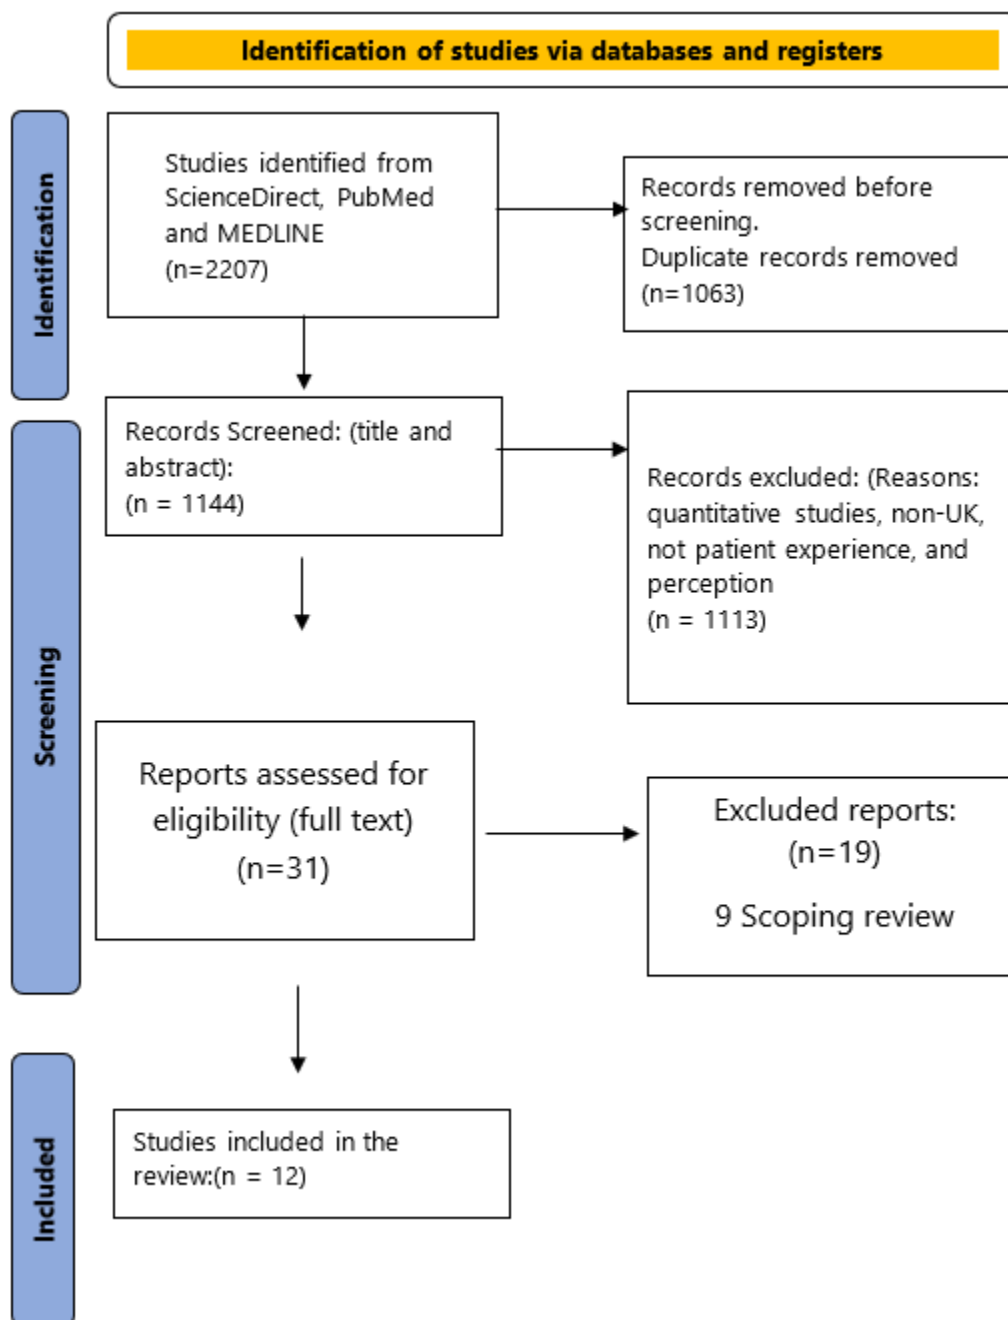 Identification of studies via databases and registers
Identification
Studies identified from
ScienceDirect, PubMed
and MEDLINE
(n=2207)
Records removed before
screening.
Duplicate records removed
(n=1063)
Screening
Records Screened: (title and
abstract):
(n = 1144)
Records excluded: (Reasons:
quantitative studies, non-UK,
not patient experience, and
perception
(n = 1113)
Reports assessed for
eligibility (full text)
(n=31)
Excluded reports:
(n=19)
9 Scoping review
Included
Studies included in the
review:(n = 12)